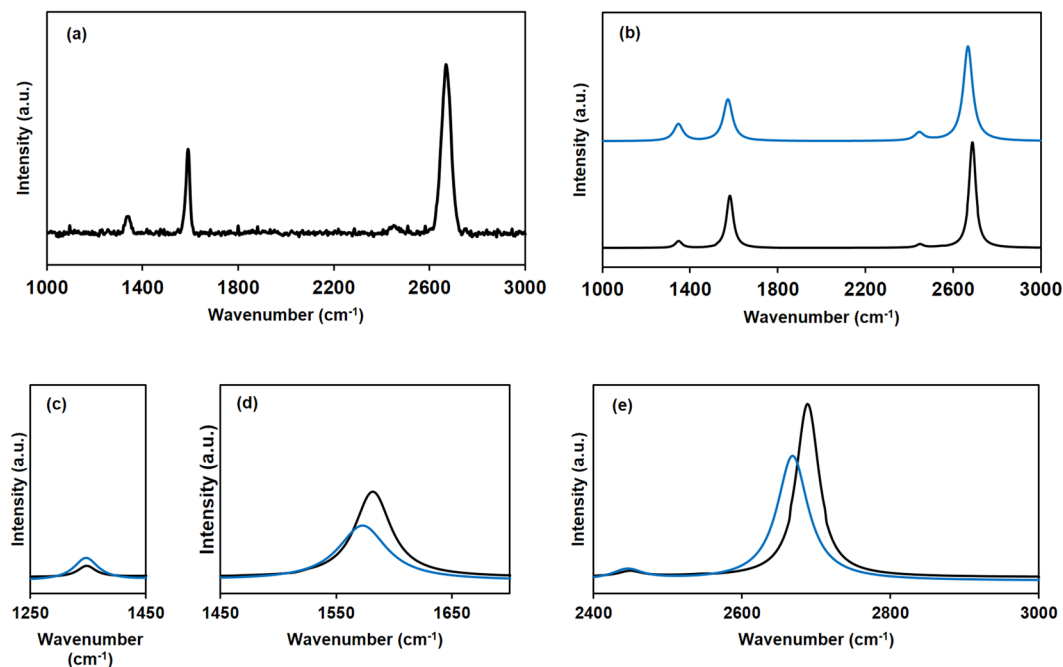 (a)
Intensity (a.u.)
1000 1400 1800 2200 2600 3000
Wavenumber (cm-1)
(b)
Intensity (a.u.)
1000 1400 1800 2200 2600 3000
Wavenumber (cm-1)
(c)
Intensity (a.u.)
1250 1450
Wavenumber
(cm-1)
(d)
Intensity (a.u.)
1450 1550 1650
Wavenumber (cm-1)
(e)
Intensity (a.u.)
2400 2600 2800 3000
Wavenumber (cm-1)